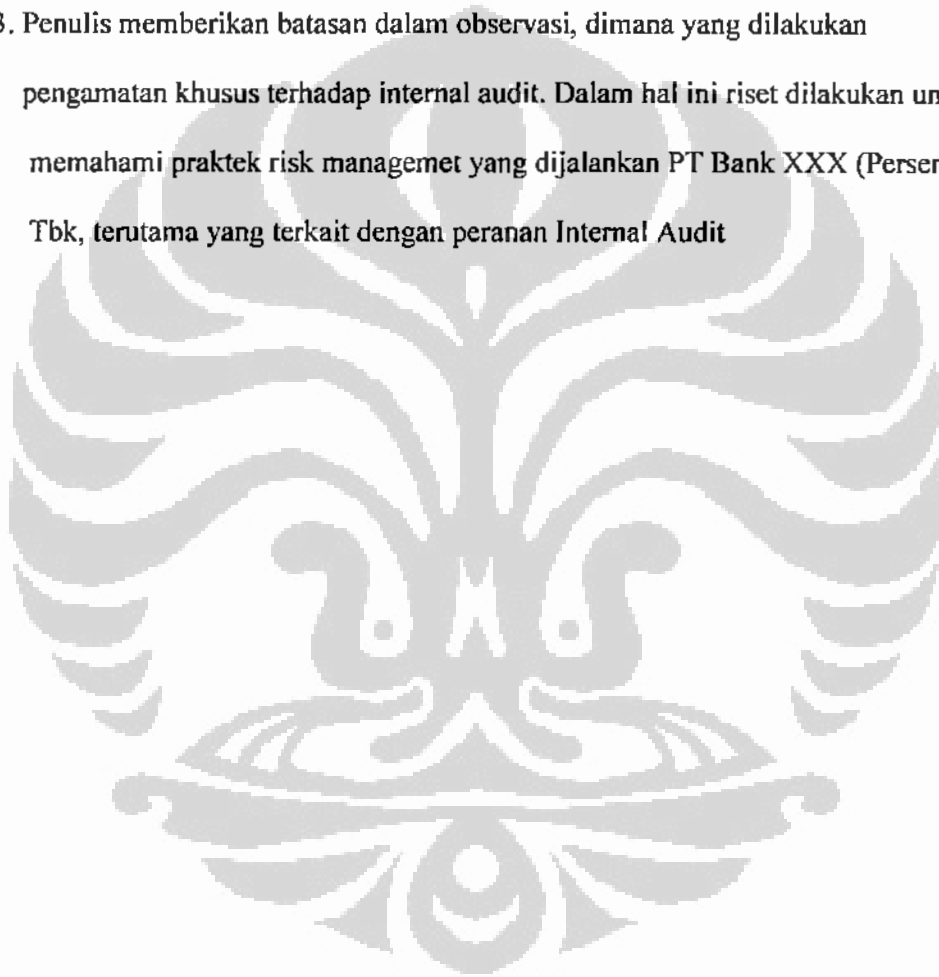 3. Penulis memberikan batasan dalam observasi, dimana yang dilakukan
pengamatan khusus terhadap internal audit. Dalam hal ini riset dilakukan un
memahami praktek risk managemet yang dijalankan PT Bank XXX (Perser
Tbk, terutama yang terkait dengan peranan Internal Audit